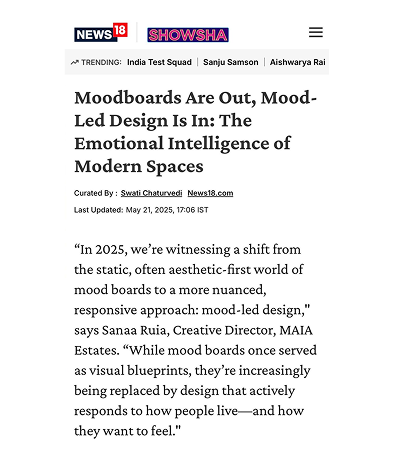 NEWS 18 SHOWSHA
TRENDING: India Test Squad | Sanju Samson | Aishwarya Rai
Moodboards Are Out, Mood-
Led Design Is In: The
Emotional Intelligence of
Modern Spaces
Curated By : Swati Chaturvedi News18.com
Last Updated: May 21, 2025, 17:06 IST
“In 2025, we’re witnessing a shift from
the static, often aesthetic-first world of
mood boards to a more nuanced,
responsive approach: mood-led design,"
says Sanaa Ruia, Creative Director, MAIA
Estates. “While mood boards once served
as visual blueprints, they’re increasingly
being replaced by design that actively
responds to how people live—and how
they want to feel."